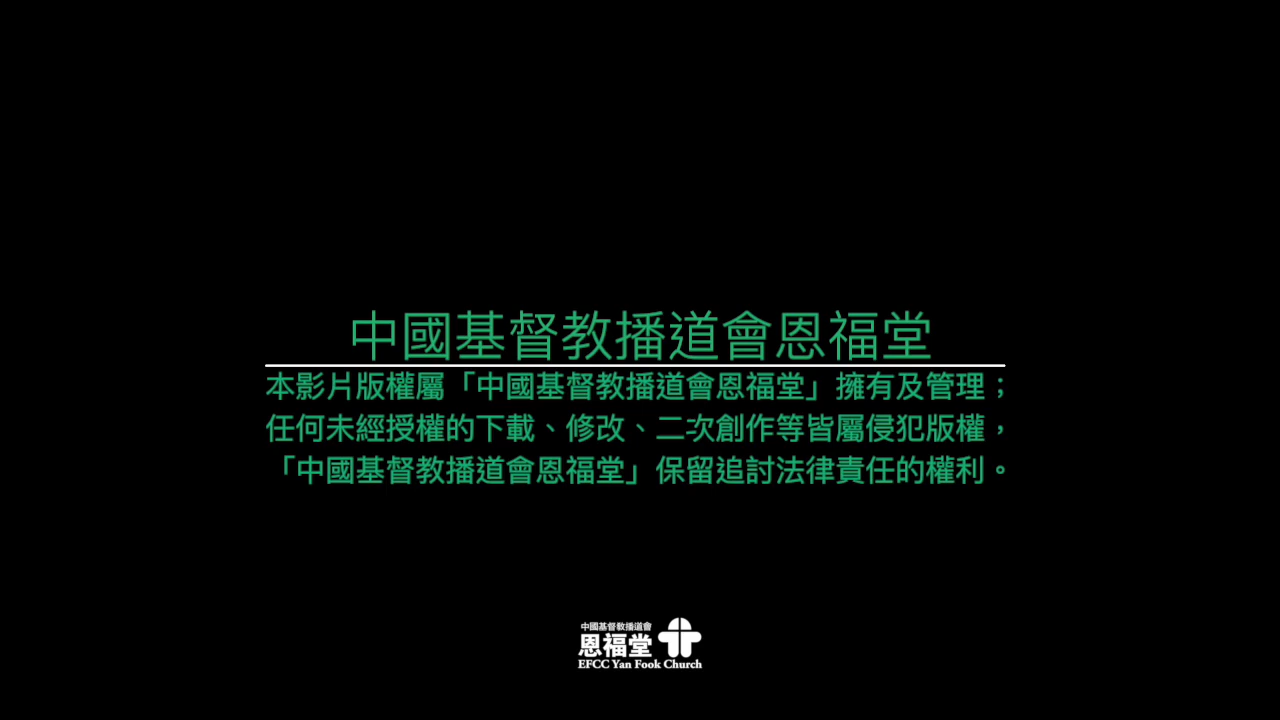 中國基督教播道會恩福堂
本影片版權屬「中國基督教播道會恩福堂」擁有及管理；
任何未經授權的下載、修改、二次創作等皆屬侵犯版權，
「中國基督教播道會恩福堂」保留追討法律責任的權利。
中國基督教播道會
恩福堂
EFCC Yan Fook Church